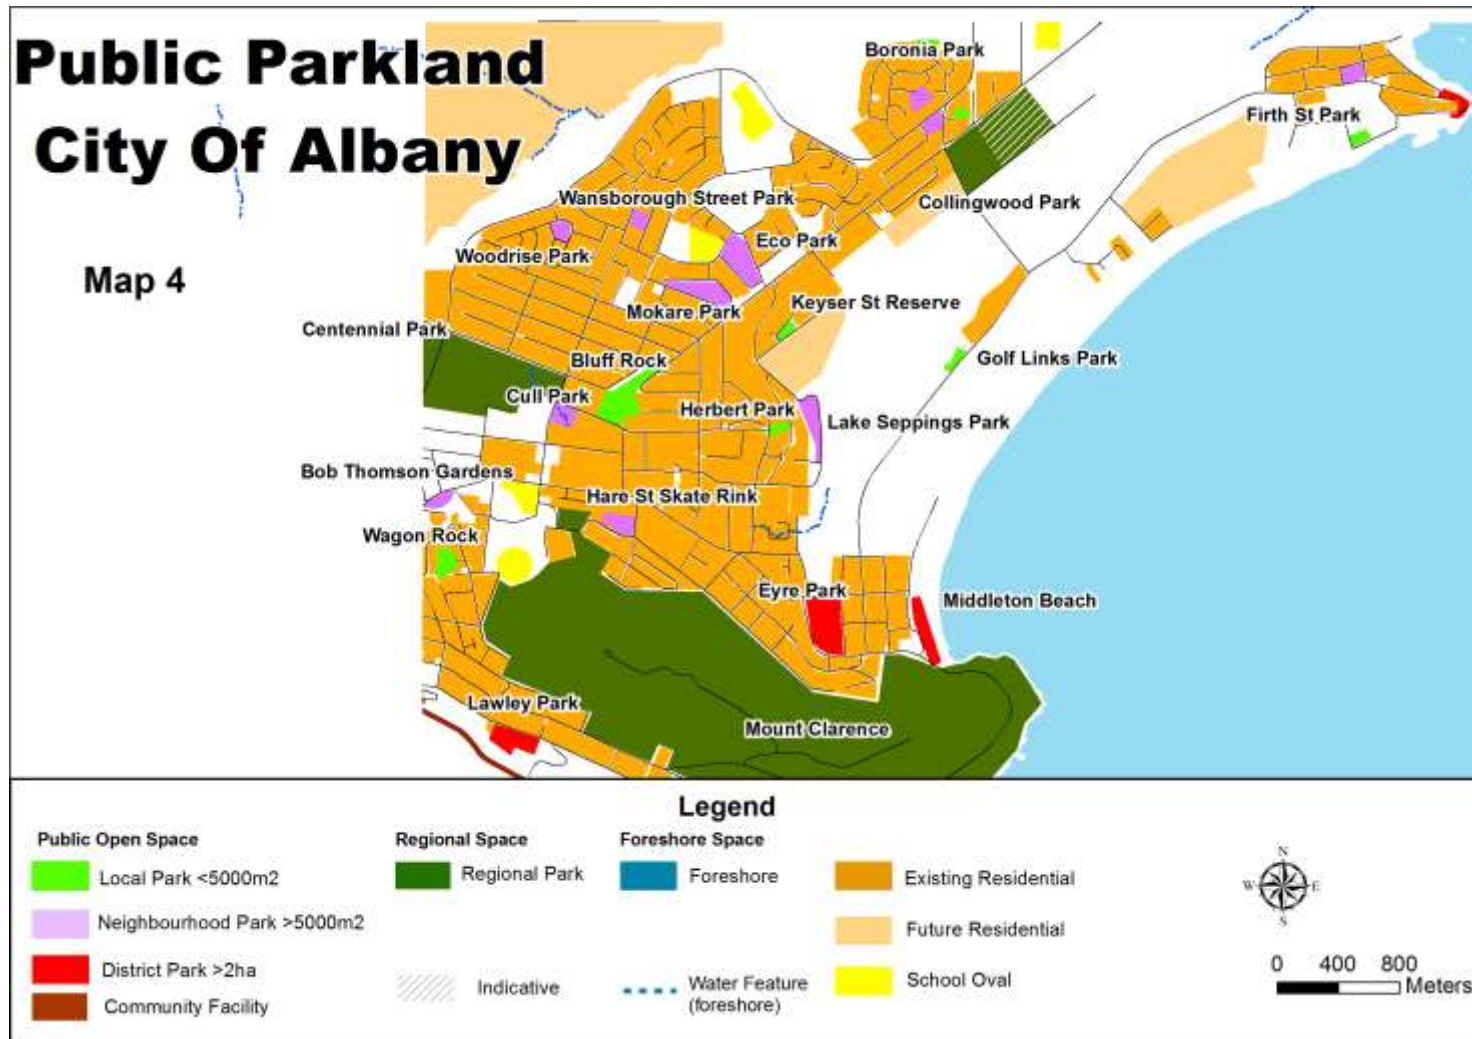 Public Parkland
City Of Albany
Map 4
Boronia Park
Firth St Park
Wansborough Street Park
Collingwood Park
Eco Park
Woodrise Park
Keyser St Reserve
Mokare Park
Centennial Park
Bluff Rock
Golf Links Park
Cull Park
Herbert Park
Lake Seppings Park
Bob Thomson Gardens
Hare St Skate Rink
Wagon Rock
Eyre Park
Middleton Beach
Lawley Park
Mount Clarence
Legend
Public Open Space
Local Park <5000m2
Neighbourhood Park >5000m2
District Park >2ha
Community Facility
Regional Space
Regional Park
Indicative
Foreshore Space
Foreshore
Water Feature
(foreshore)
Existing Residential
Future Residential
School Oval
N
W E
S
0 400 800
Meters